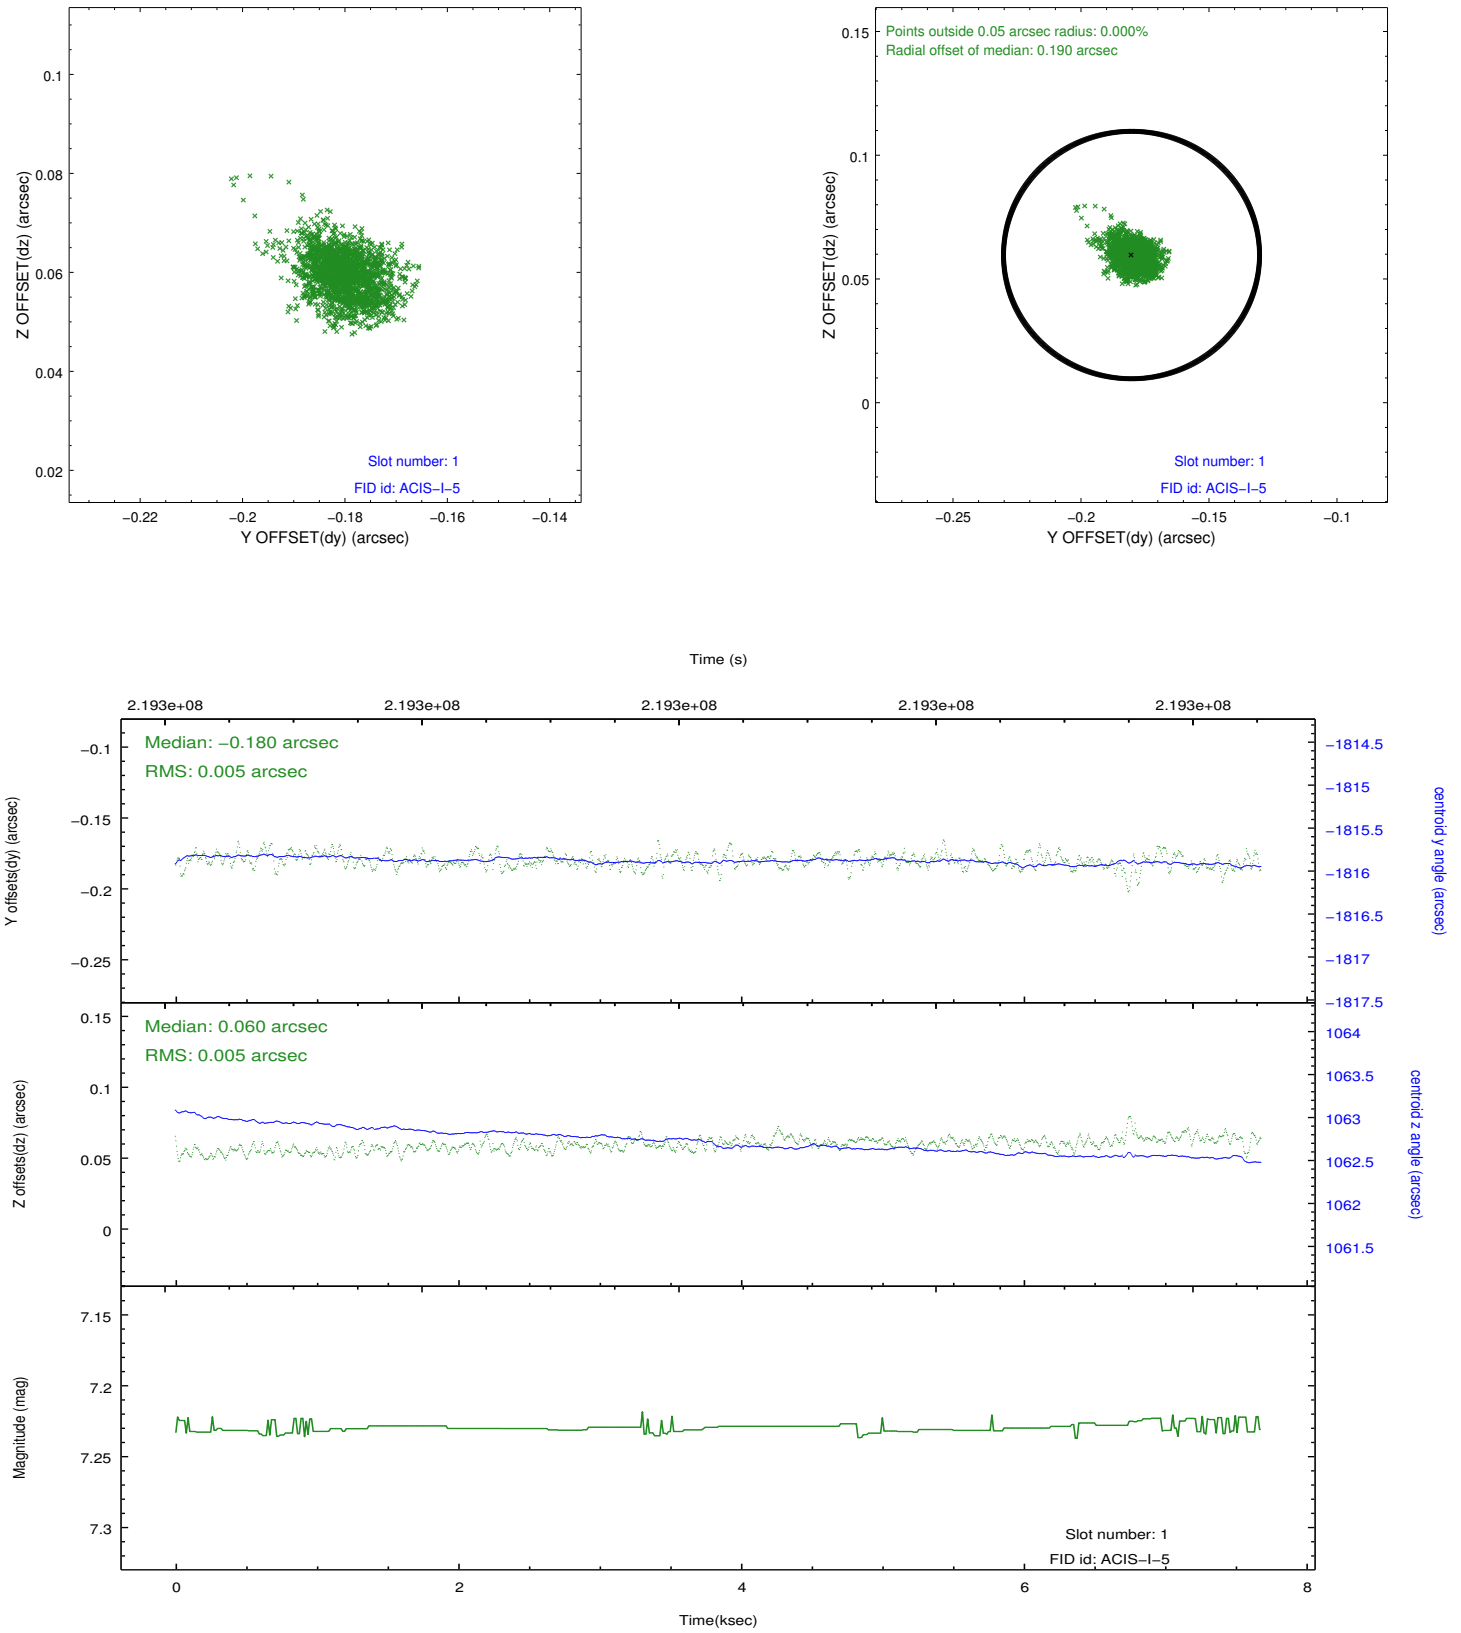 0.1
0.08
0.06
0.04
0.02
Z OFFSET(dz) (arcsec)
Slot number: 1
FID id: ACIS−I−5
−0.22 −0.2 −0.18 −0.16 −0.14
Y OFFSET(dy) (arcsec)
Points outside 0.05 arcsec radius: 0.000%
Radial offset of median: 0.190 arcsec
0.15
0.1
0.05
0
Z OFFSET(dz) (arcsec)
Slot number: 1
FID id: ACIS−I−5
−0.25 −0.2 −0.15 −0.1
Y OFFSET(dy) (arcsec)
Time (s)
2.193e+08 2.193e+08 2.193e+08 2.193e+08 2.193e+08
Median: −0.180 arcsec
RMS: 0.005 arcsec
−0.1
−0.15
−0.2
−0.25
Y offsets(dy) (arcsec)
−1814.5
−1815
−1815.5
−1816
−1816.5
−1817
−1817.5
centroid y angle (arcsec)
Median: 0.060 arcsec
RMS: 0.005 arcsec
0.15
0.1
0.05
0
Z offsets(dz) (arcsec)
1064
1063.5
1063
1062.5
1062
1061.5
centroid z angle (arcsec)
7.15
7.2
7.25
7.3
Magnitude (mag)
Slot number: 1
FID id: ACIS−I−5
0 2 4 6 8
Time(ksec)